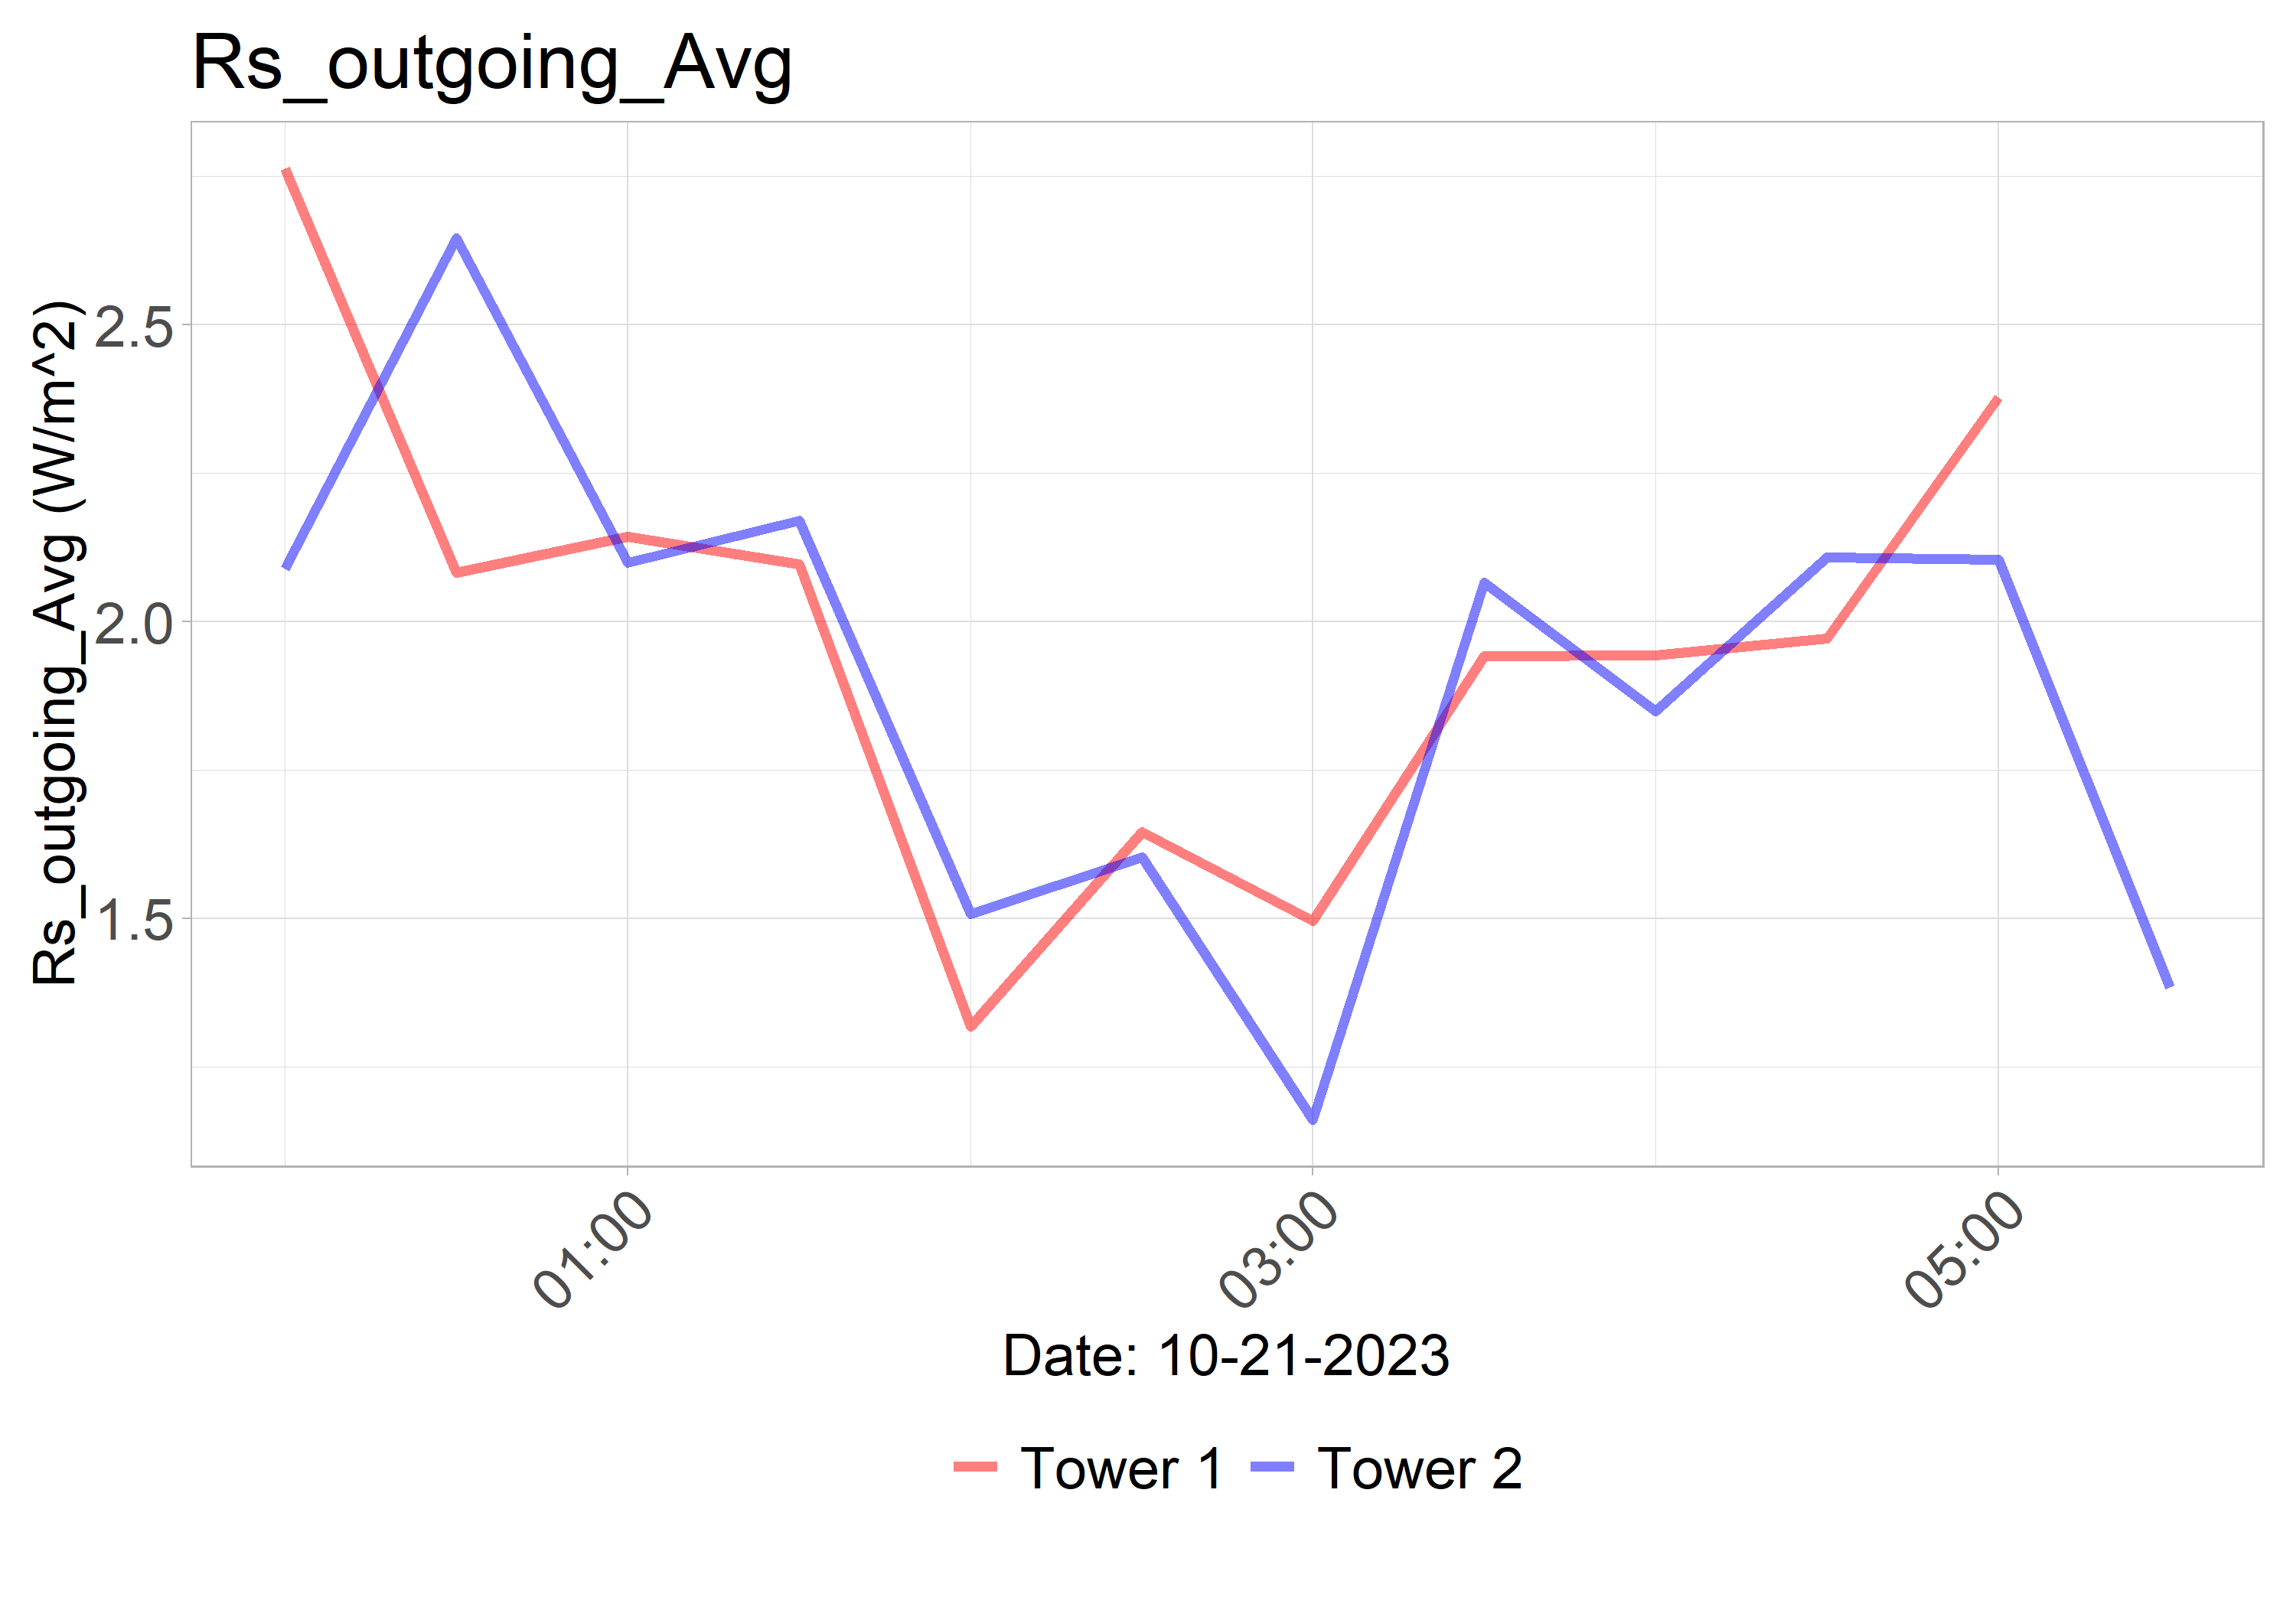 Rs_outgoing_Avg
Rs_outgoing_Avg (W/m^2)
2.5
2.0
1.5
01:00
03:00
05:00
Date: 10-21-2023
Tower 1
Tower 2